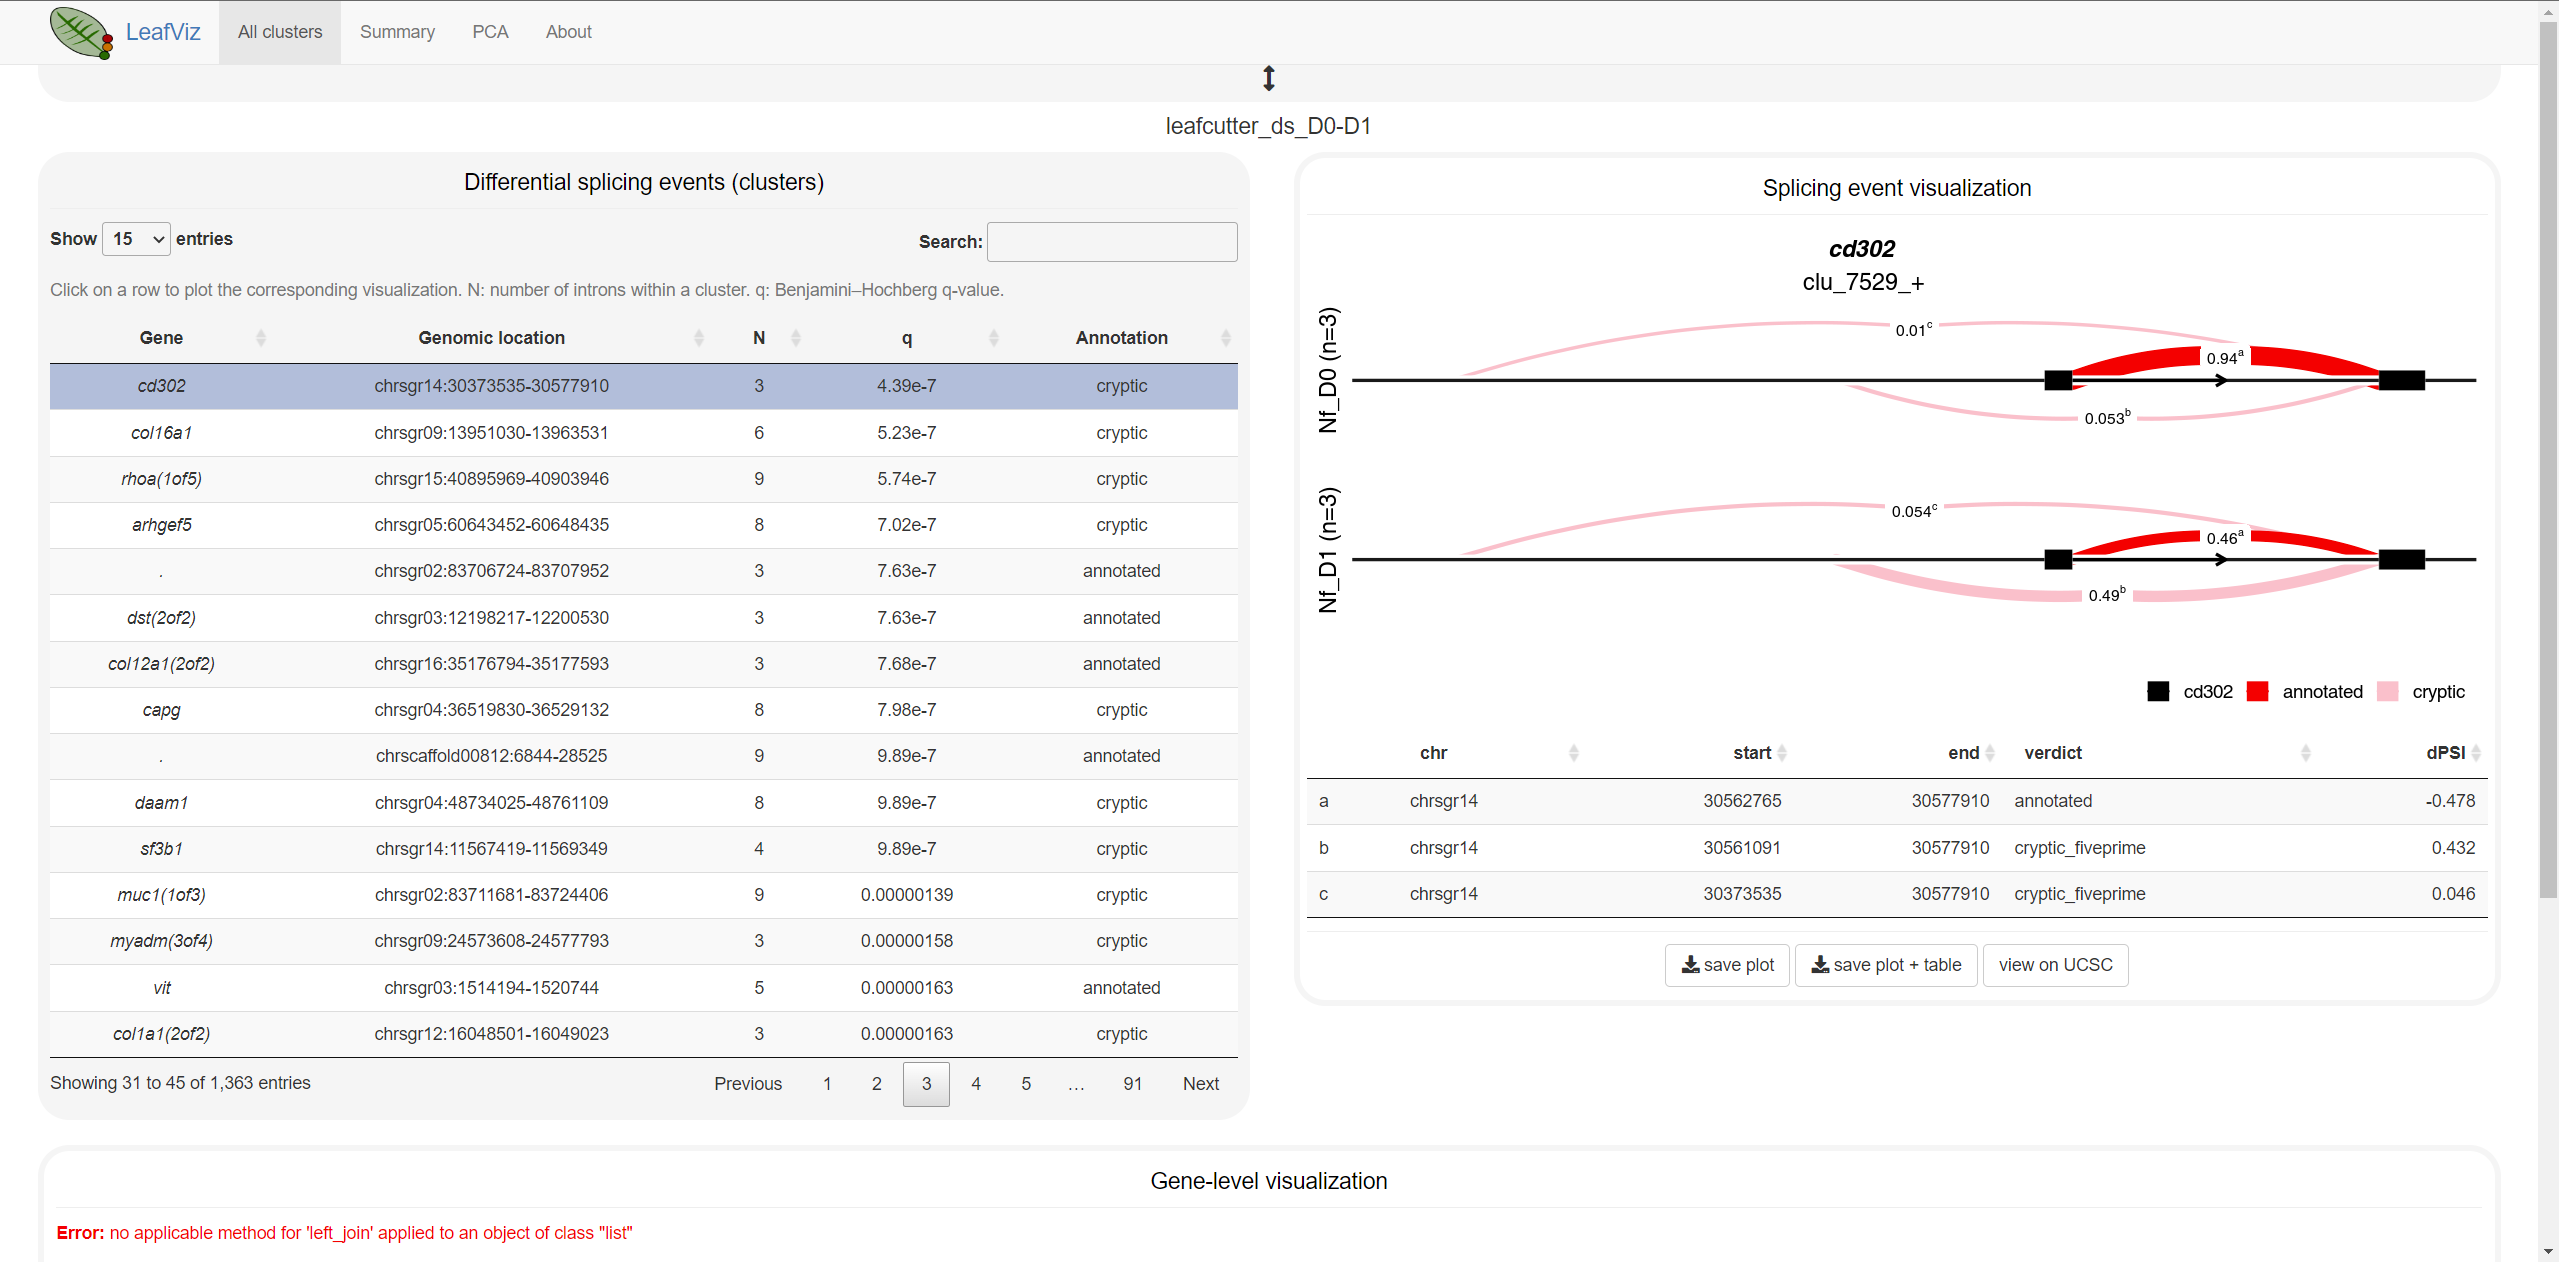 LeafViz All clusters Summary PCA About
leafcutter_ds_D0-D1
Differential splicing events (clusters)
Show 15 entries Search:
Click on a row to plot the corresponding visualization. N: number of introns within a cluster. q: Benjamini–Hochberg q-value.
Gene Genomic location N q Annotation
cd302 chrsgr14:30373535-30577910 3 4.39e-7 cryptic
col16a1 chrsgr09:13951030-13963531 6 5.23e-7 cryptic
rhoa(1of5) chrsgr15:40895969-40903946 9 5.74e-7 cryptic
arhgef5 chrsgr05:60643452-60648435 8 7.02e-7 cryptic
. chrsgr02:83706724-83707952 3 7.63e-7 annotated
dst(2of2) chrsgr03:12198217-12200530 3 7.63e-7 annotated
col12a1(2of2) chrsgr16:35176794-35177593 3 7.68e-7 annotated
capg chrsgr04:36519830-36529132 8 7.98e-7 cryptic
. chrscaffold00812:6844-28525 9 9.89e-7 annotated
daam1 chrsgr04:48734025-48761109 8 9.89e-7 cryptic
sf3b1 chrsgr14:11567419-11569349 4 9.89e-7 cryptic
muc1(1of3) chrsgr02:83711681-83724406 9 0.00000139 cryptic
myadm(3of4) chrsgr09:24573608-24577793 3 0.00000158 cryptic
vit chrsgr03:1514194-1520744 5 0.00000163 annotated
col1a1(2of2) chrsgr12:16048501-16049023 3 0.00000163 cryptic
Showing 31 to 45 of 1,363 entries Previous 1 2 3 4 5 … 91 Next
Splicing event visualization
cd302
clu_7529_+
Nf_D0 (n=3)
0.01c
0.94a
0.053b
Nf_D1 (n=3)
0.054c
0.46a
0.49b
cd302 annotated cryptic
chr start end verdict dPSI
a chrsgr14 30562765 30577910 annotated -0.478
b chrsgr14 30561091 30577910 cryptic_fiveprime 0.432
c chrsgr14 30373535 30577910 cryptic_fiveprime 0.046
save plot save plot + table view on UCSC
Gene-level visualization
Error: no applicable method for 'left_join' applied to an object of class "list"